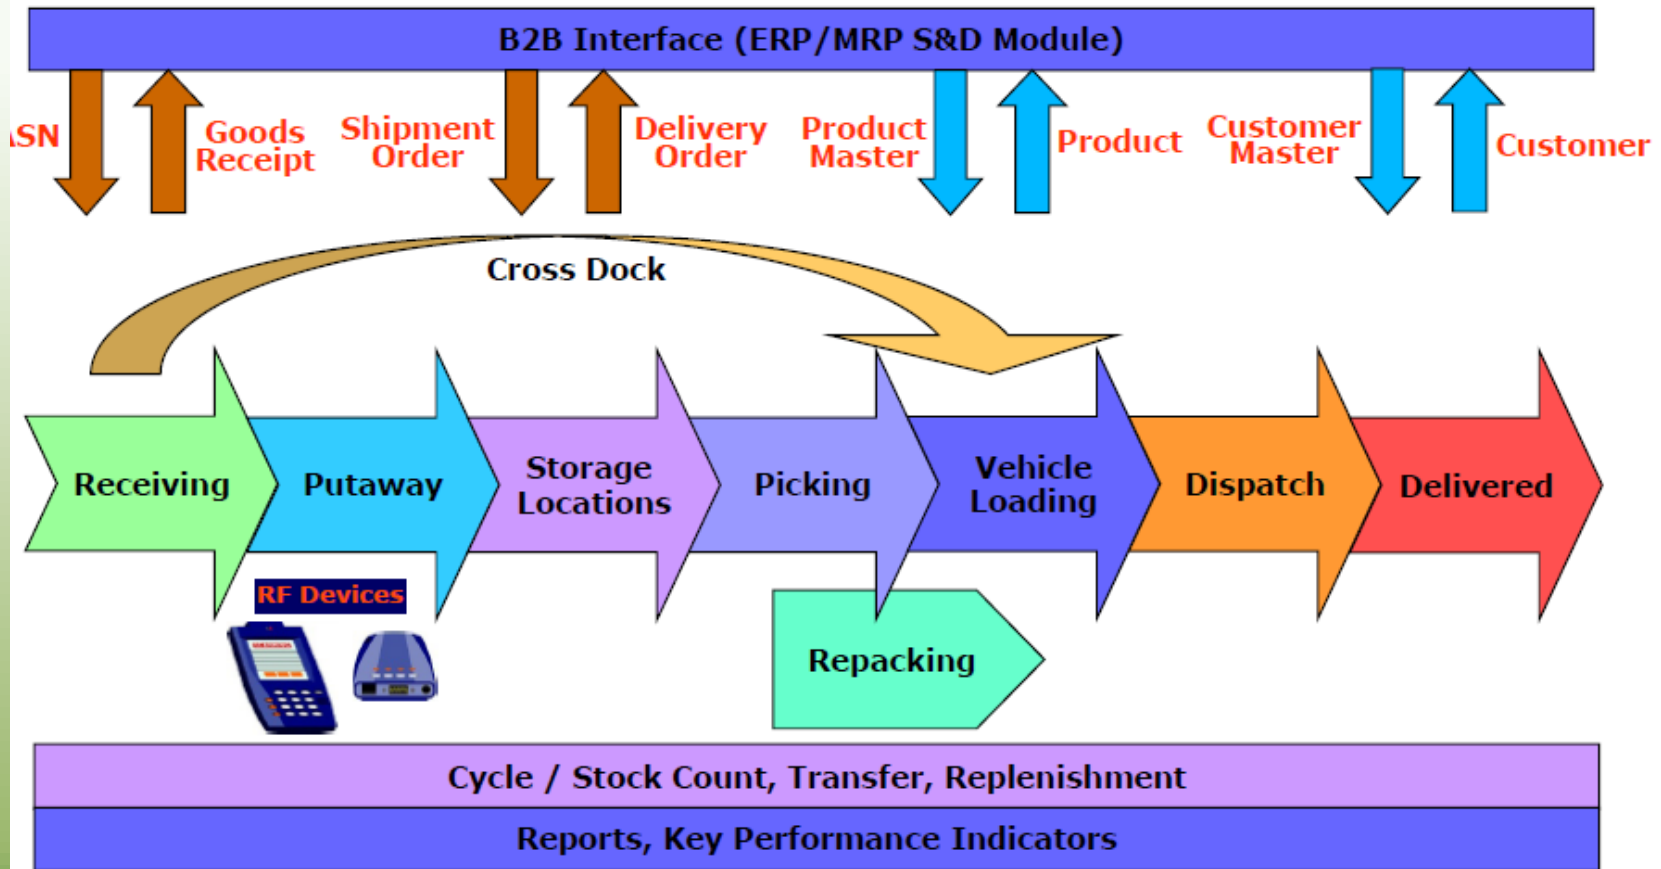 B2B Interface (ERP/MRP S&D Module)
ASN
Goods
Receipt
Shipment
Order
Delivery
Order
Product
Master
Product
Customer
Master
Customer
Cross Dock
Receiving
Putaway
Storage
Locations
Picking
Vehicle
Loading
Dispatch
Delivered
RF Devices
Repacking
Cycle / Stock Count, Transfer, Replenishment
Reports, Key Performance Indicators